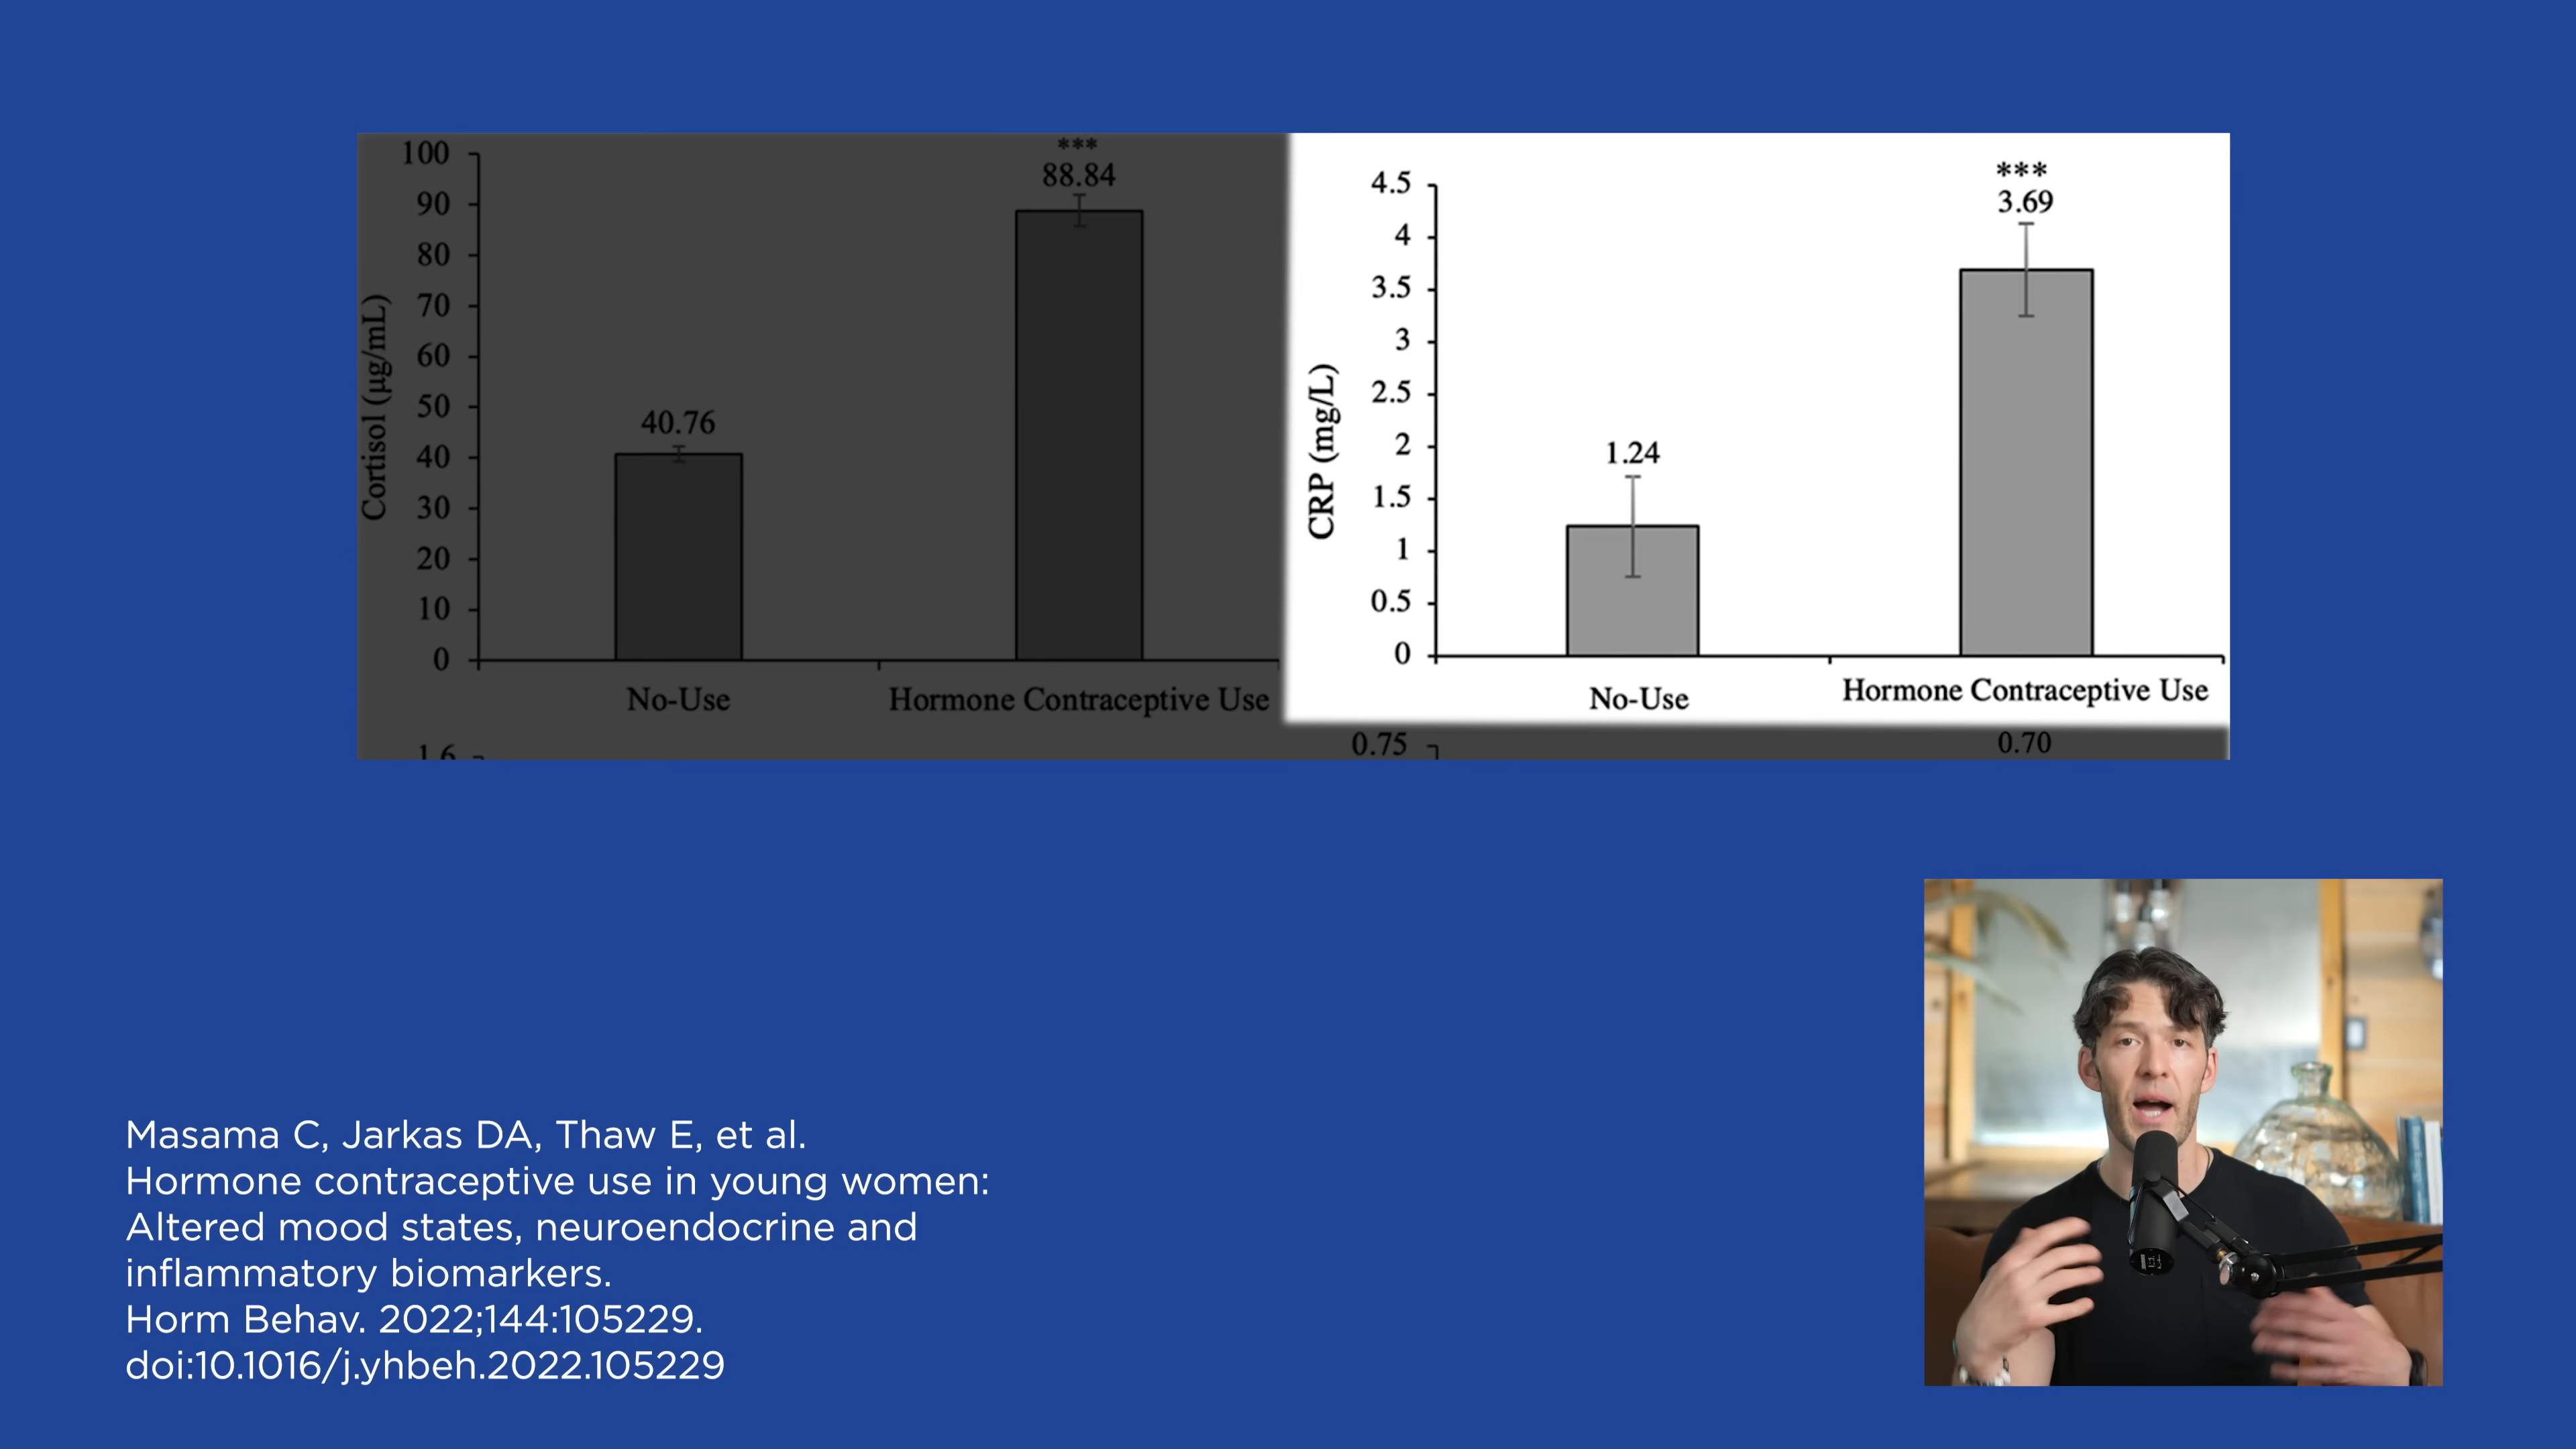 ***
88.84
100
90
80
70
60
50
40
30
20
10
0
Cortisol (µg/mL)
40.76
No-Use
Hormone Contraceptive Use
1.6
***
3.69
4.5
4
3.5
3
2.5
2
1.5
1
0.5
0
CRP (mg/L)
1.24
No-Use
Hormone Contraceptive Use
0.75
0.70
Masama C, Jarkas DA, Thaw E, et al.
Hormone contraceptive use in young women:
Altered mood states, neuroendocrine and
inflammatory biomarkers.
Horm Behav. 2022;144:105229.
doi:10.1016/j.yhbeh.2022.105229